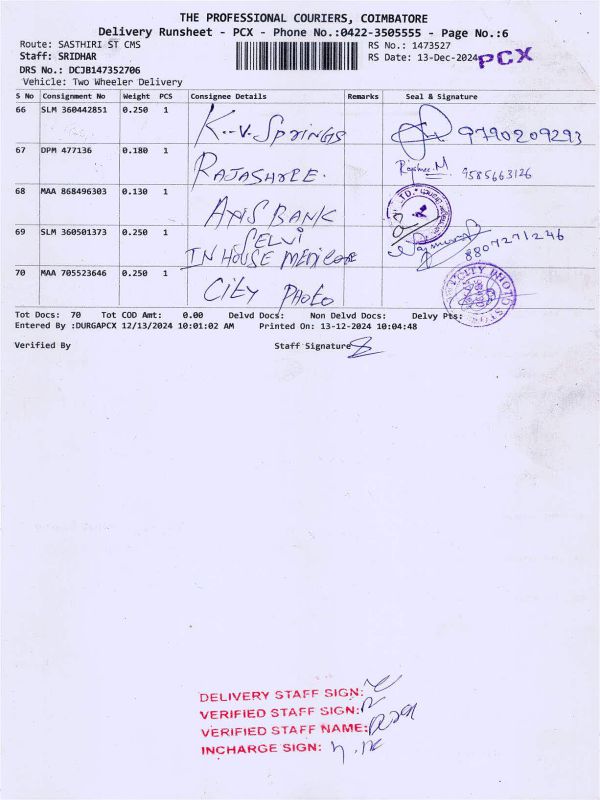 THE PROFESSIONAL COURIERS, COIMBATORE
Delivery Runsheet - PCX - Phone No.:0422-3505555 - Page No.:6
Route: SASTHIRI ST CMS RS No.: 1473527
Staff: SRIDHAR RS Date: 13-Dec-2024 PCX
DRS No.: DCJB147352706
Vehicle: Two Wheeler Delivery
S No Consignment No Weight PCS Consignee Details Remarks Seal & Signature
66 SLM 360442851 0.250 1 K.V. Springs 9790209293
67 DPM 477136 0.180 1 RAJASHREE. Rajshree M 9585663126
68 MAA 868496303 0.130 1 AXIS BANK
69 SLM 360501373 0.250 1 SELVI
IN HOUSE MEDICAL 8807271246
70 MAA 705523646 0.250 1 CITY PHOTO CITY PHOTO
Tot Docs: 70 Tot COD Amt: 0.00 Delvd Docs: Non Delvd Docs: Delvy Pts:
Entered By :DURGAPCX 12/13/2024 10:01:02 AM Printed On: 13-12-2024 10:04:48
Verified By Staff Signature
DELIVERY STAFF SIGN:
VERIFIED STAFF SIGN:
VERIFIED STAFF NAME:
INCHARGE SIGN: